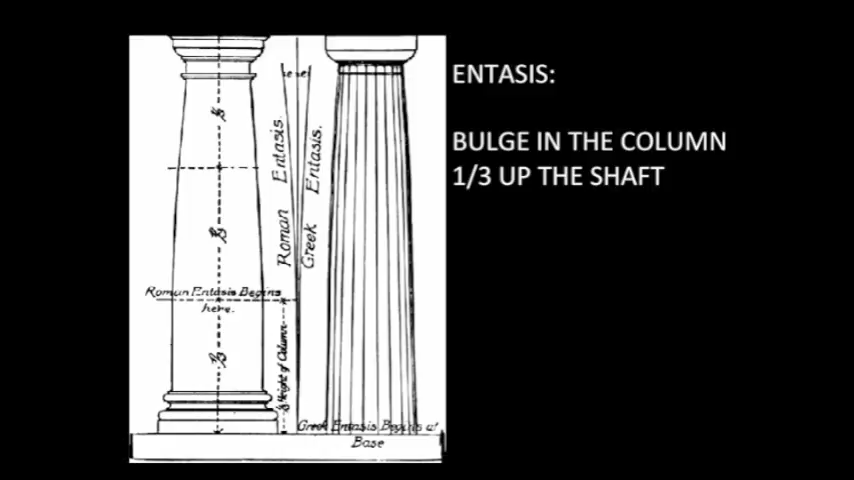 ENTASIS:
BULGE IN THE COLUMN
1/3 UP THE SHAFT
Roman Entasis.
Greek Entasis.
Roman Entasis Begins
here.
Height of Column
Greek Entasis Begins at
Base